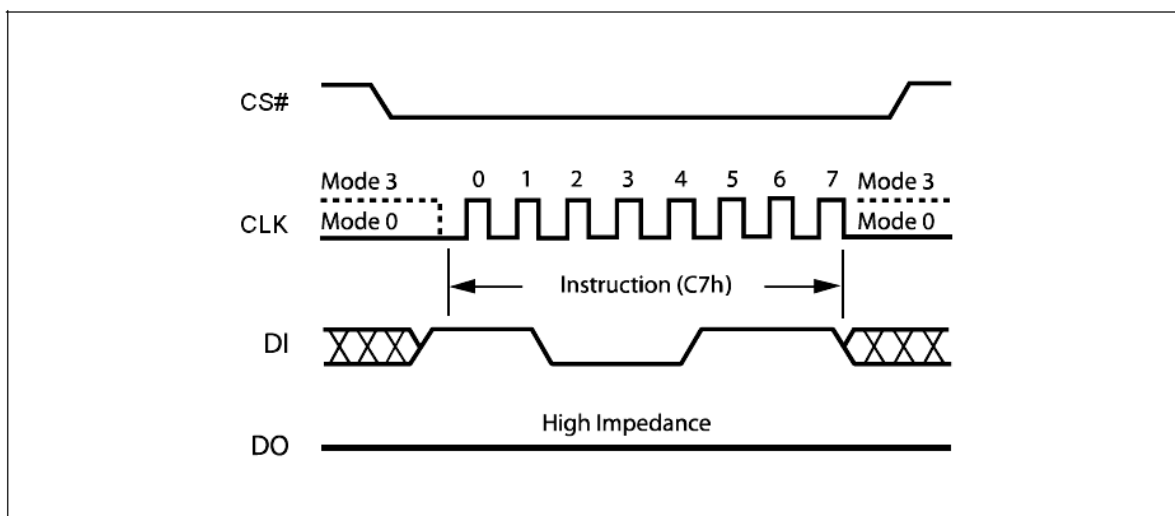 CS#
Mode 3 0 1 2 3 4 5 6 7 Mode 3
CLK Mode 0 Mode 0
Instruction (C7h)
DI
High Impedance
DO